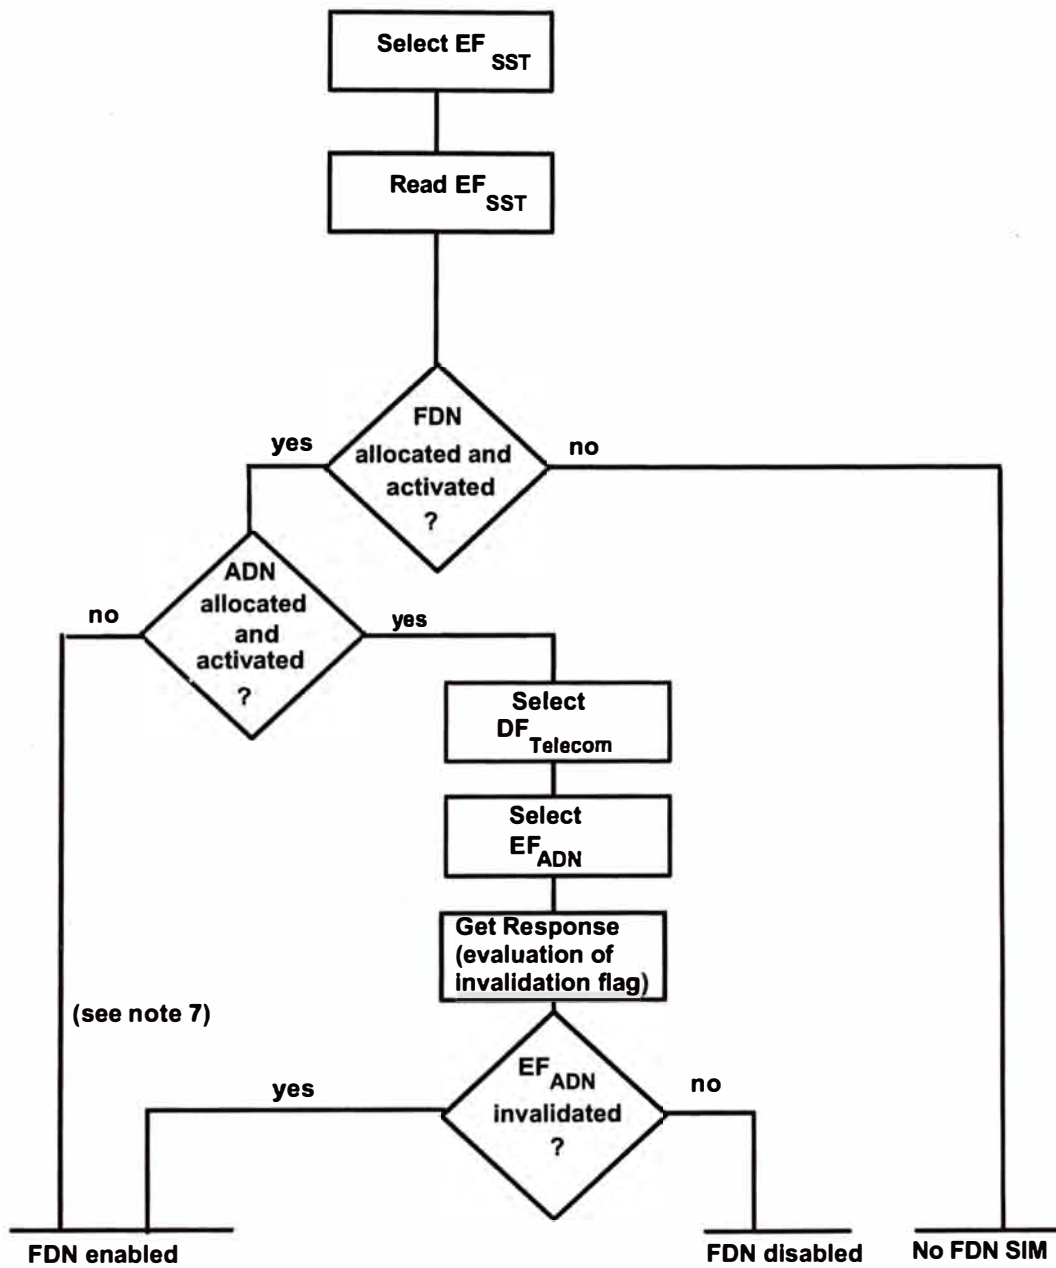 Select EF SST
Read EF SST
FDN
allocated and
activated
?
yes
no
ADN
allocated
and
activated
?
no
yes
Select
DF Telecom
Select
EF ADN
Get Response
(evaluation of
invalidation flag)
(see note 7)
EF ADN
invalidated
?
yes
no
FDN enabled
FDN disabled
No FDN SIM